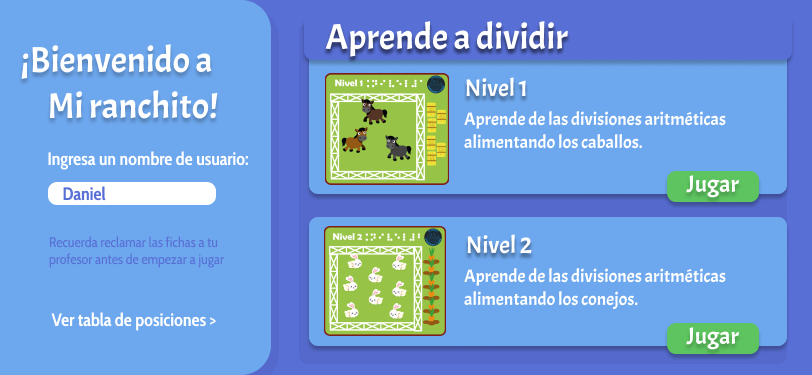 ¡Bienvenido a
Mi ranchito!
Ingresa un nombre de usuario:
Daniel
Recuerda reclamar las fichas a tu
profesor antes de empezar a jugar
Ver tabla de posiciones >
Aprende a dividir
Nivel 1
Nivel 1
Aprende de las divisiones aritméticas
alimentando los caballos.
Jugar
Nivel 2
Nivel 2
Aprende de las divisiones aritméticas
alimentando los conejos.
Jugar